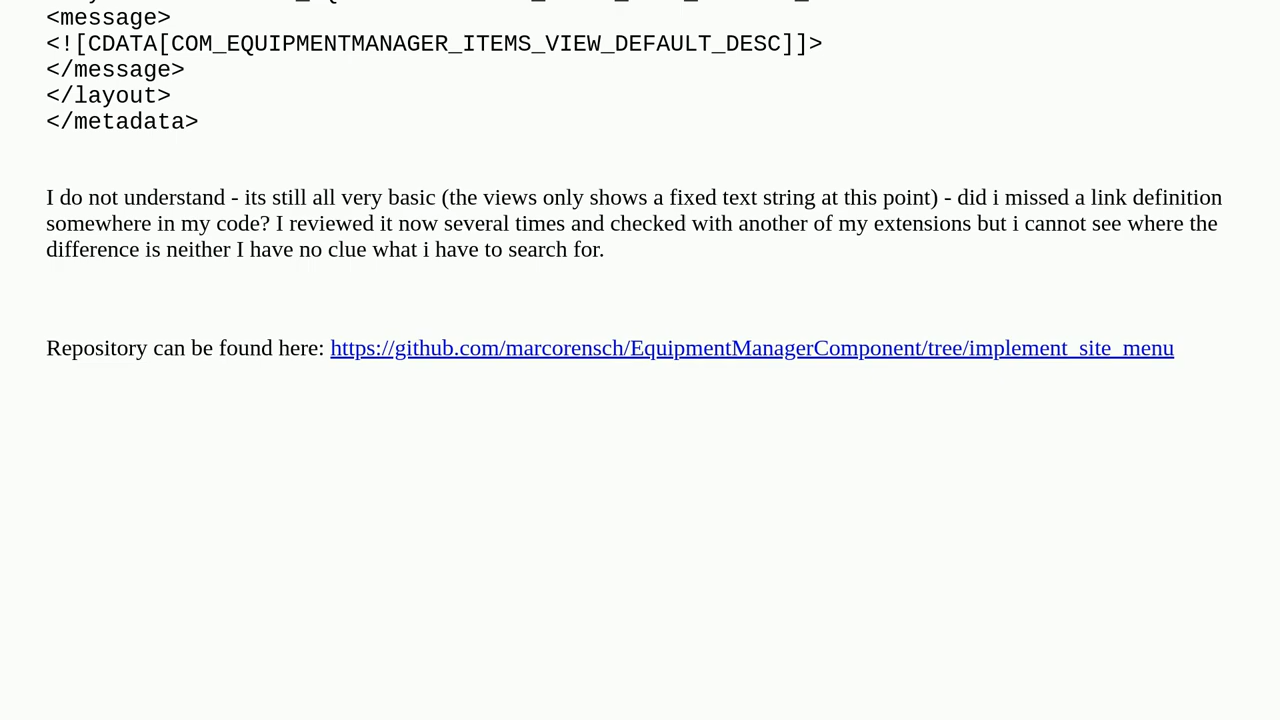 <message>
<![CDATA[COM_EQUIPMENTMANAGER_ITEMS_VIEW_DEFAULT_DESC]]>
</message>
</layout>
</metadata>
I do not understand - its still all very basic (the views only shows a fixed text string at this point) - did i missed a link definition
somewhere in my code? I reviewed it now several times and checked with another of my extensions but i cannot see where the
difference is neither I have no clue what i have to search for.
Repository can be found here: https://github.com/marcorensch/EquipmentManagerComponent/tree/implement_site_menu